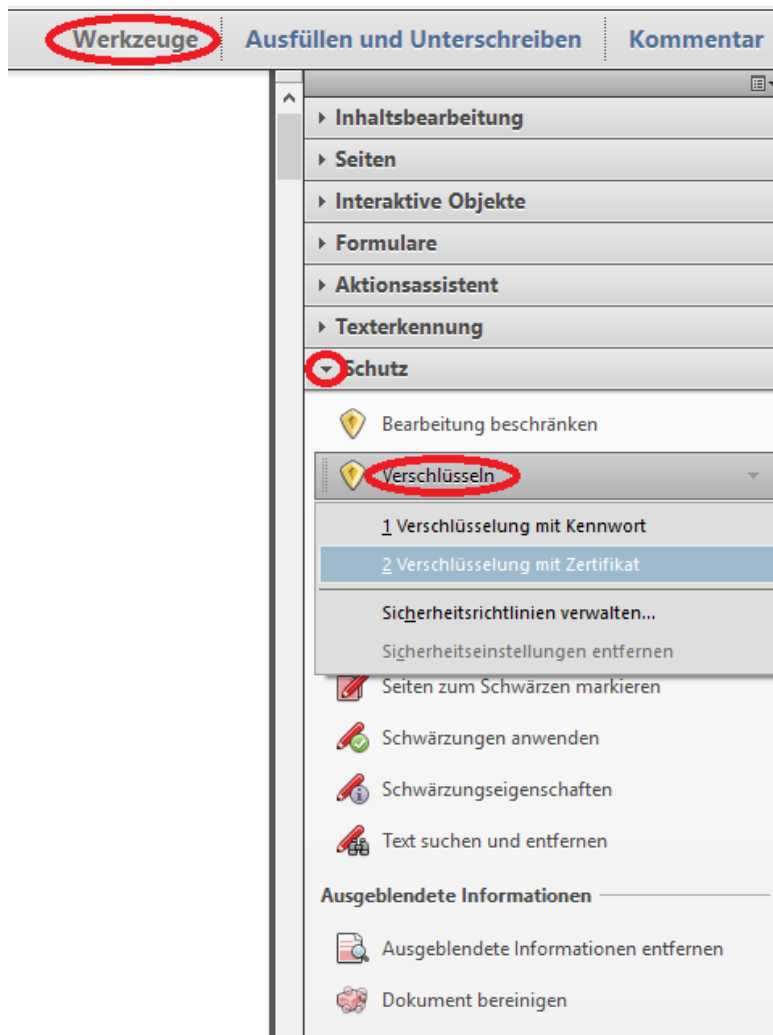 Werkzeuge Ausfüllen und Unterschreiben Kommentar
Inhaltsbearbeitung
Seiten
Interaktive Objekte
Formulare
Aktionsassistent
Texterkennung
Schutz
Bearbeitung beschränken
Verschlüsseln
1 Verschlüsselung mit Kennwort
2 Verschlüsselung mit Zertifikat
Sicherheitsrichtlinien verwalten...
Sicherheitseinstellungen entfernen
Seiten zum Schwärzen markieren
Schwärzungen anwenden
Schwärzungseigenschaften
Text suchen und entfernen
Ausgeblendete Informationen
Ausgeblendete Informationen entfernen
Dokument bereinigen